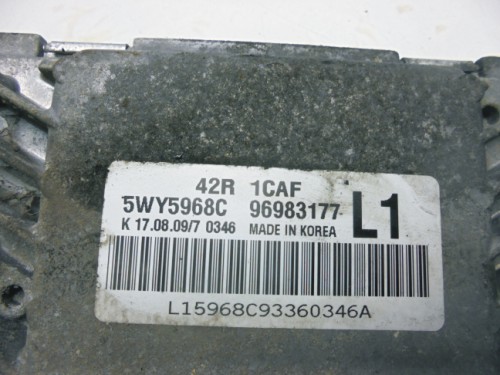 42R 1CAF
5WY5968C 96983177 L1
K 17.08.09/7 0346 MADE IN KOREA
L15968C93360346A